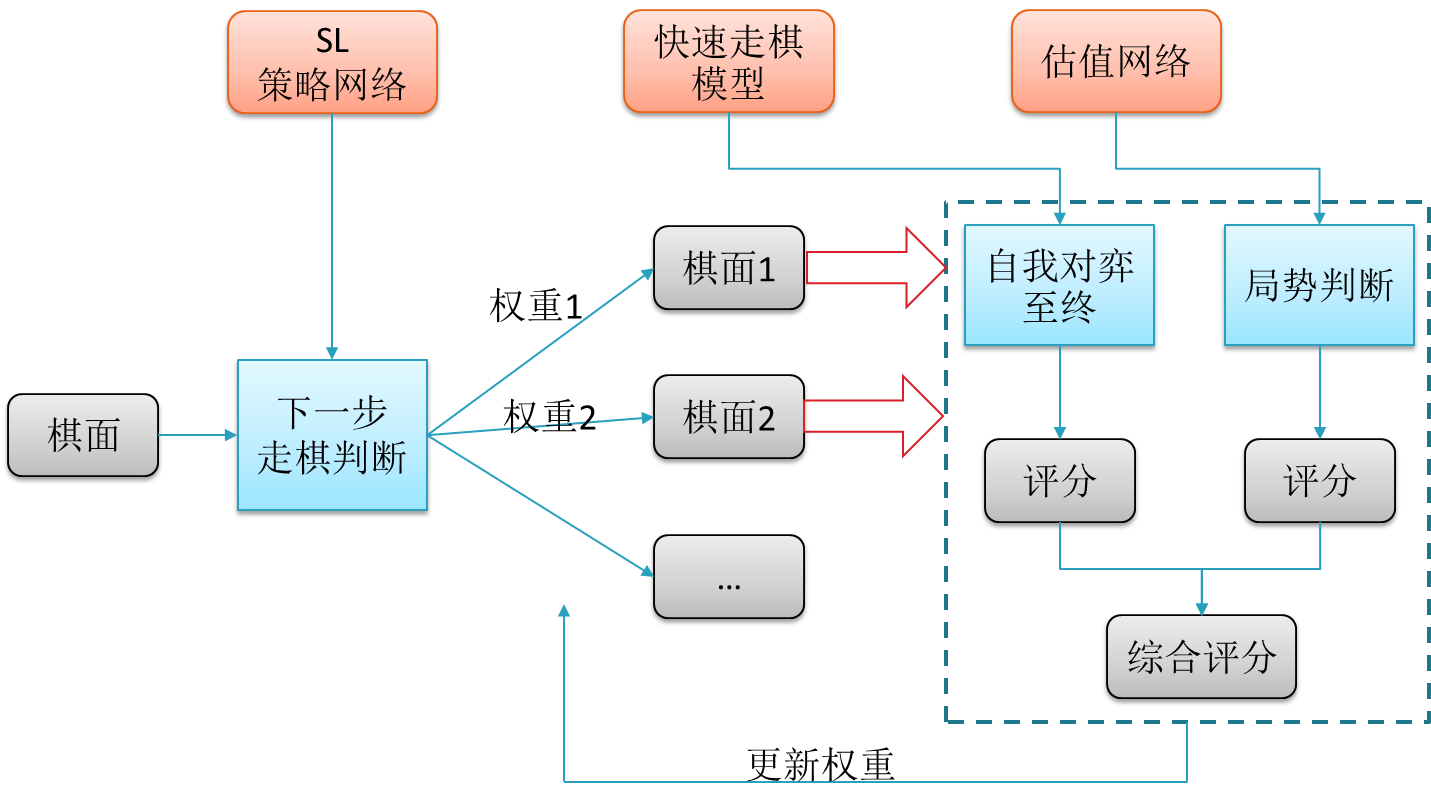 SL
策略网络
快速走棋
模型
估值网络
棋面
下一步
走棋判断
权重1
权重2
棋面1
棋面2
...
自我对弈
至终
局势判断
评分
评分
综合评分
更新权重